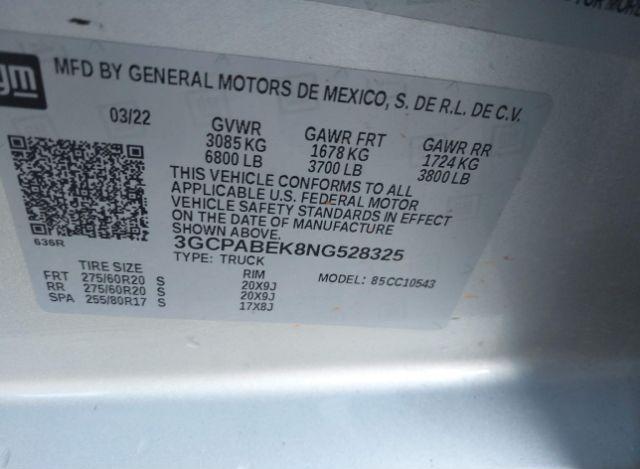 gm
MFD BY GENERAL MOTORS DE MEXICO, S. DE R.L. DE C.V.
03/22
GVWR GAWR FRT GAWR RR
3085 KG 1678 KG 1724 KG
6800 LB 3700 LB 3800 LB
THIS VEHICLE CONFORMS TO ALL
APPLICABLE U.S. FEDERAL MOTOR
VEHICLE SAFETY STANDARDS IN EFFECT
ON THE DATE OF MANUFACTURE
SHOWN ABOVE.
636R
3GCPABEK8NG528325
TYPE: TRUCK
MODEL: 85CC10543
TIRE SIZE RIM
FRT 275/60R20 S 20X9J
RR 275/60R20 S 20X9J
SPA 255/80R17 S 17X8J